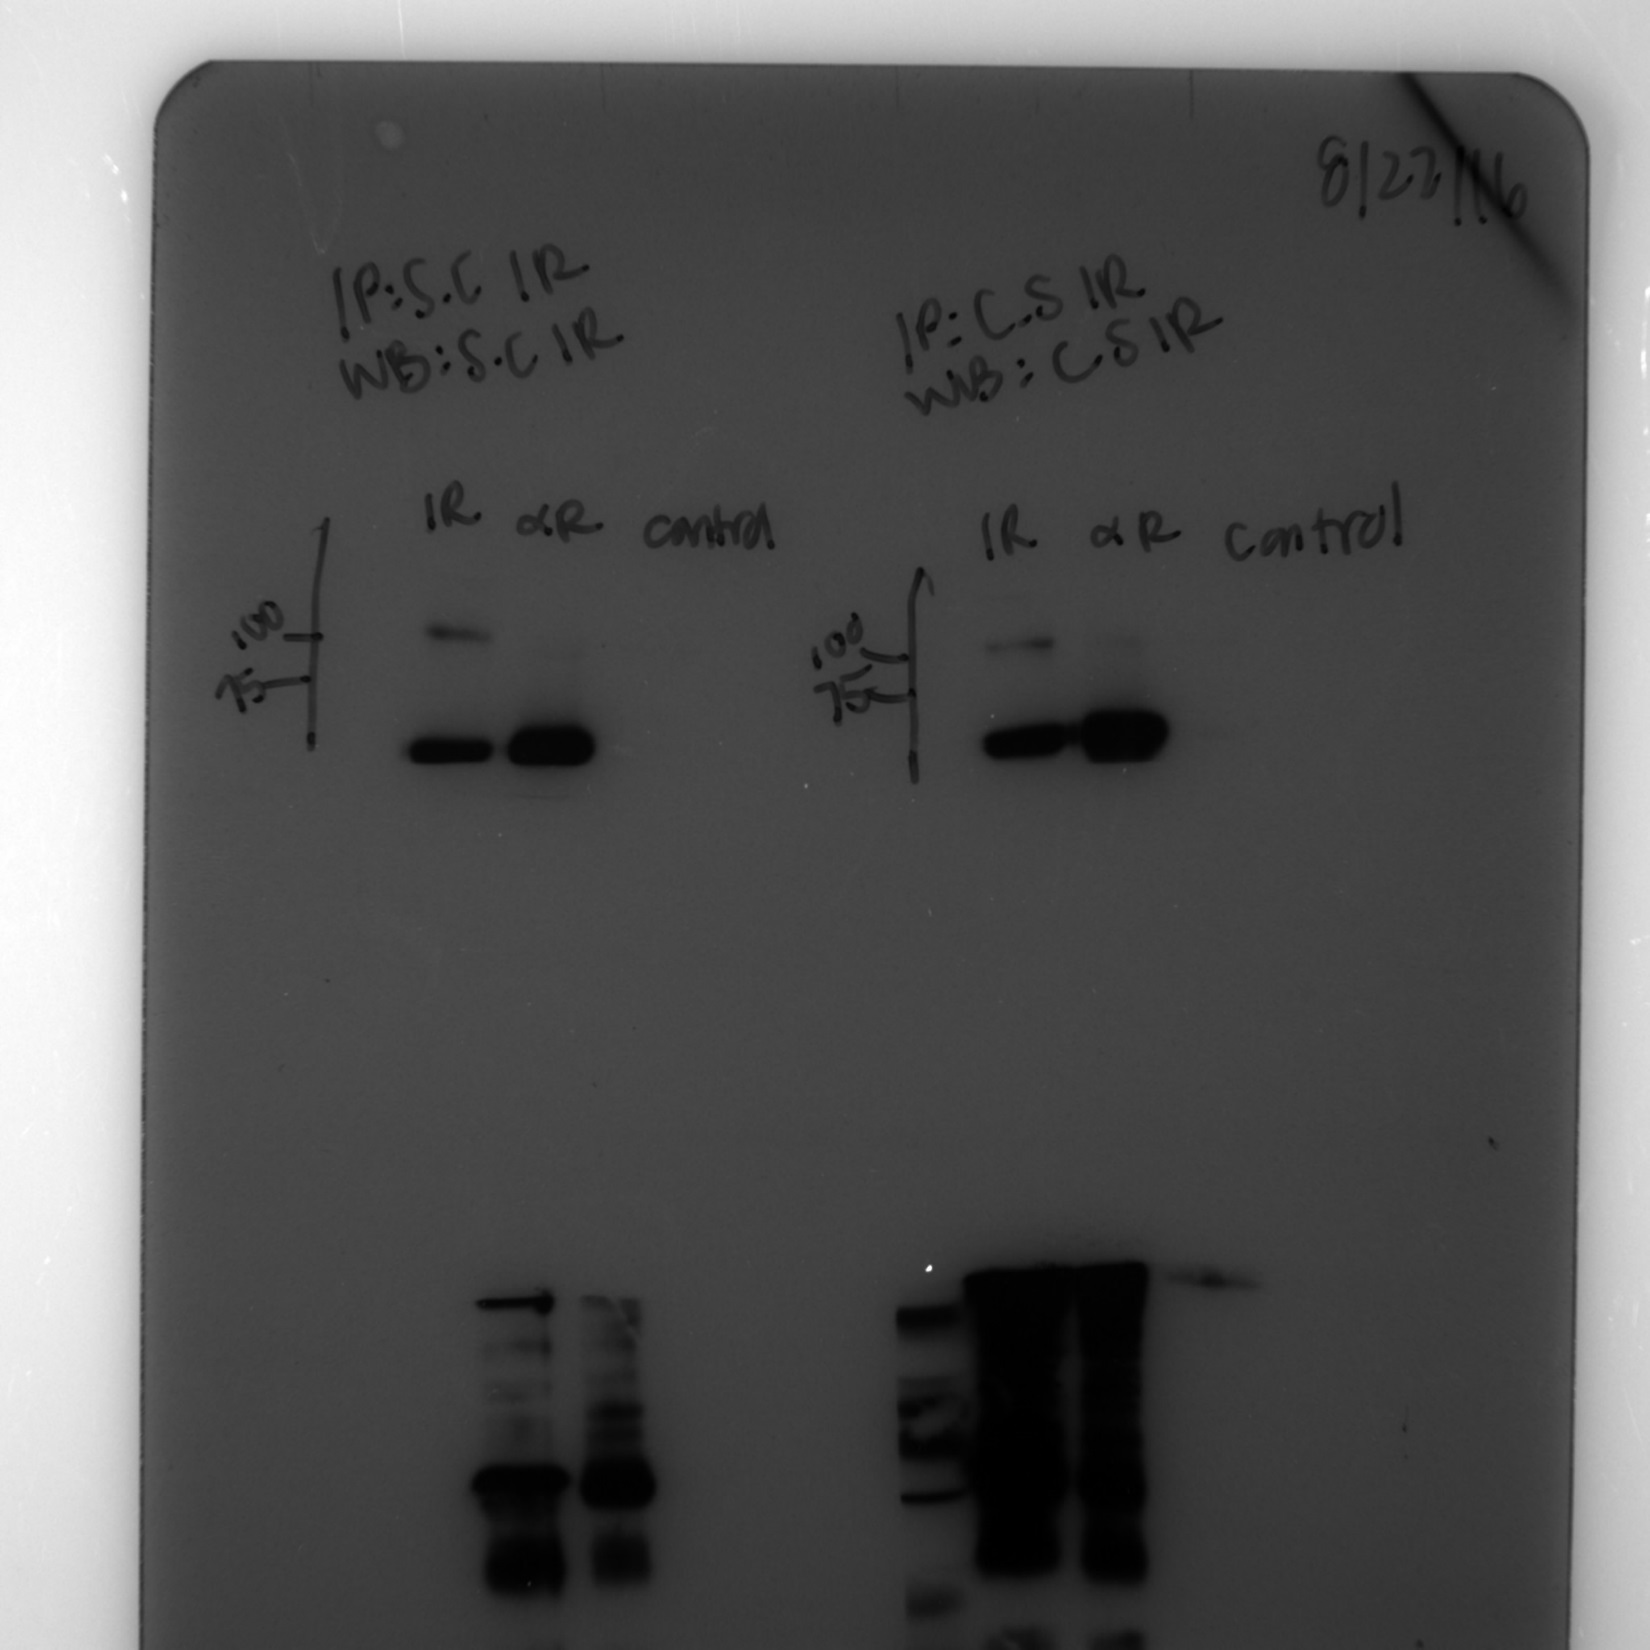 8/22/16
IP: S.C IR
WB: S.C IR
IP: C.S IR
WB: C.S IR
IR αR control
100
75
IR αR control
100
75